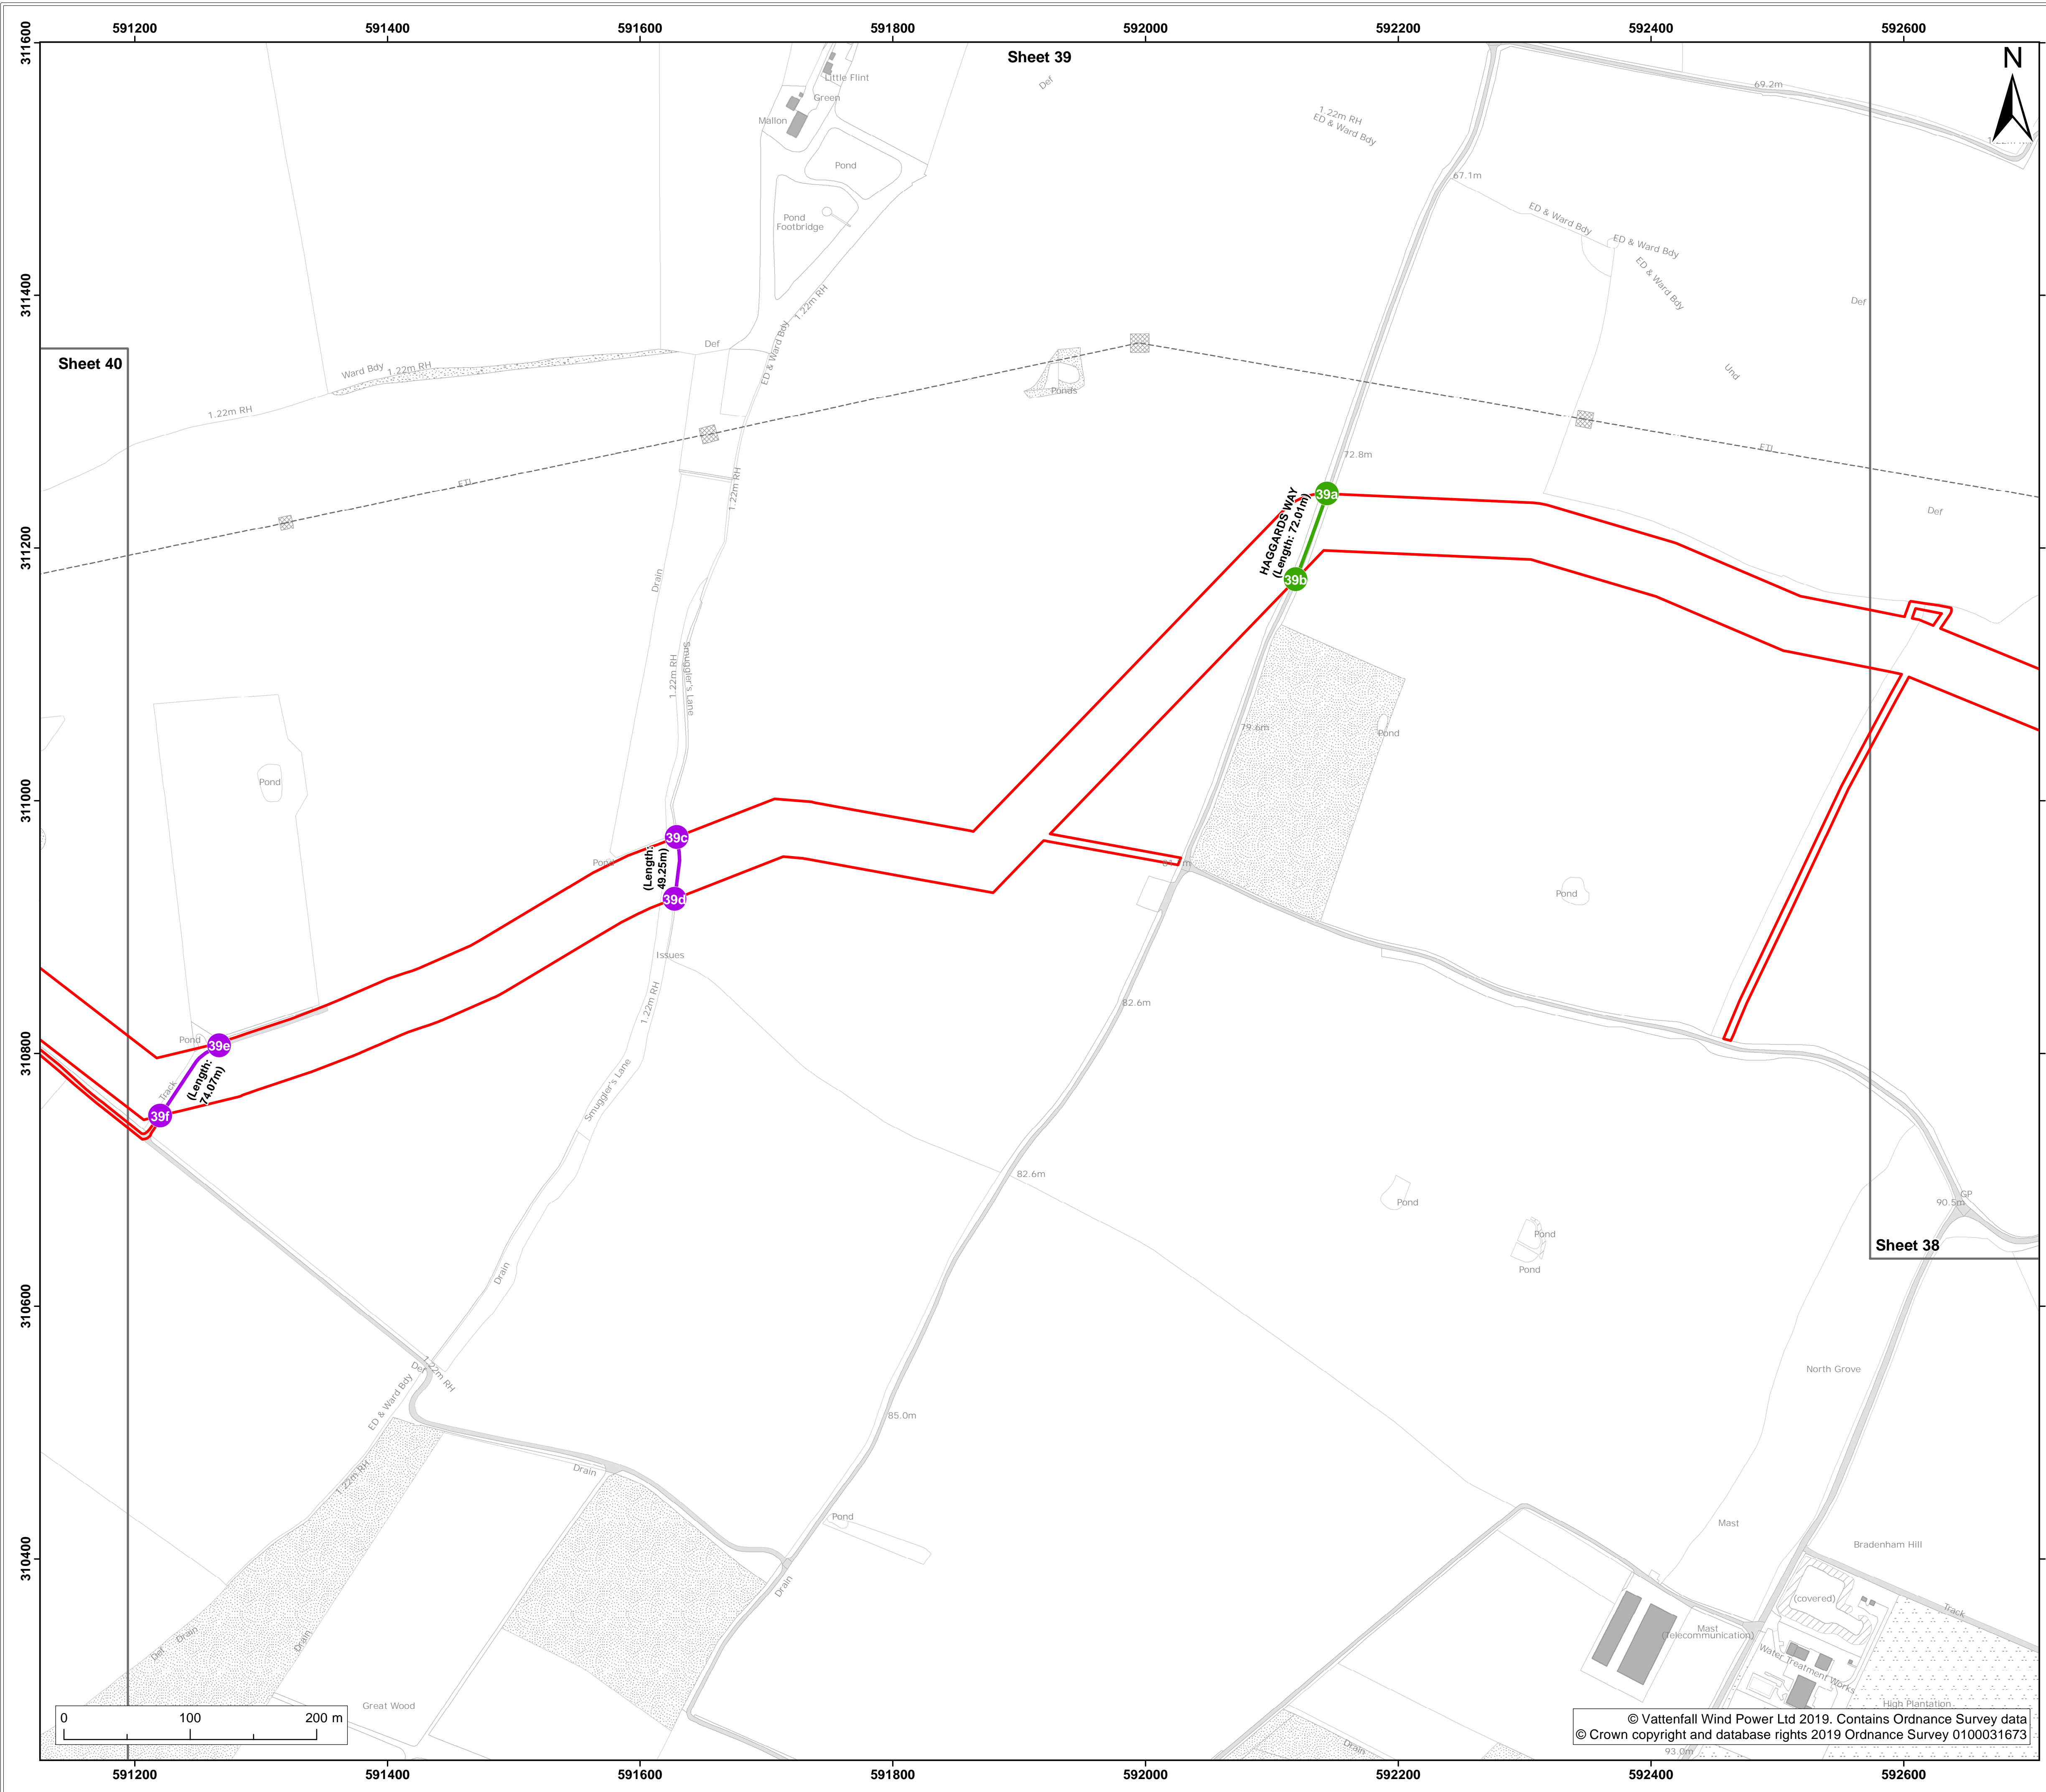 591200 591400 591600 591800 592000 592200 592400 592600
311600
311400
311200
311000
310800
310600
310400
Sheet 39
N
Little Flint
Green
Mallon
Pond
Pond
Footbridge
Def
1.22m RH
ED & Ward Bdy
69.2m
67.1m
ED & Ward Bdy
ED & Ward Bdy
ED & Ward Bdy
Def
1.22m RH
ED & Ward Bdy
Def
Sheet 40
Ward Bdy
1.22m RH
1.22m RH
Ponds
Und
ETL
ETL
72.8m
1.22m RH
Def
39a
HAGGARDS WAY
(Length: 72.01m)
39b
Drain
Smuggler's Lane
1.22m RH
79.6m
Pond
Pond
39c
(Length:
49.25m)
39d
Pond
Pond
Issues
1.22m RH
82.6m
Pond
39e
Track
(Length:
74.07m)
39f
Smuggler's Lane
82.6m
Pond
GP
90.5m
Pond
Pond
Sheet 38
Drain
1.22m RH
Def
ED & Ward Bdy
North Grove
85.0m
1.22m RH
Drain
Pond
Mast
Bradenham Hill
Drain
(covered)
Track
Mast
(Telecommunication)
Water Treatment Works
Def
Drain
Drain
Great Wood
High Plantation
Drain
93.0m
0 100 200 m
© Vattenfall Wind Power Ltd 2019. Contains Ordnance Survey data
© Crown copyright and database rights 2019 Ordnance Survey 0100031673
591200 591400 591600 591800 592000 592200 592400 592600